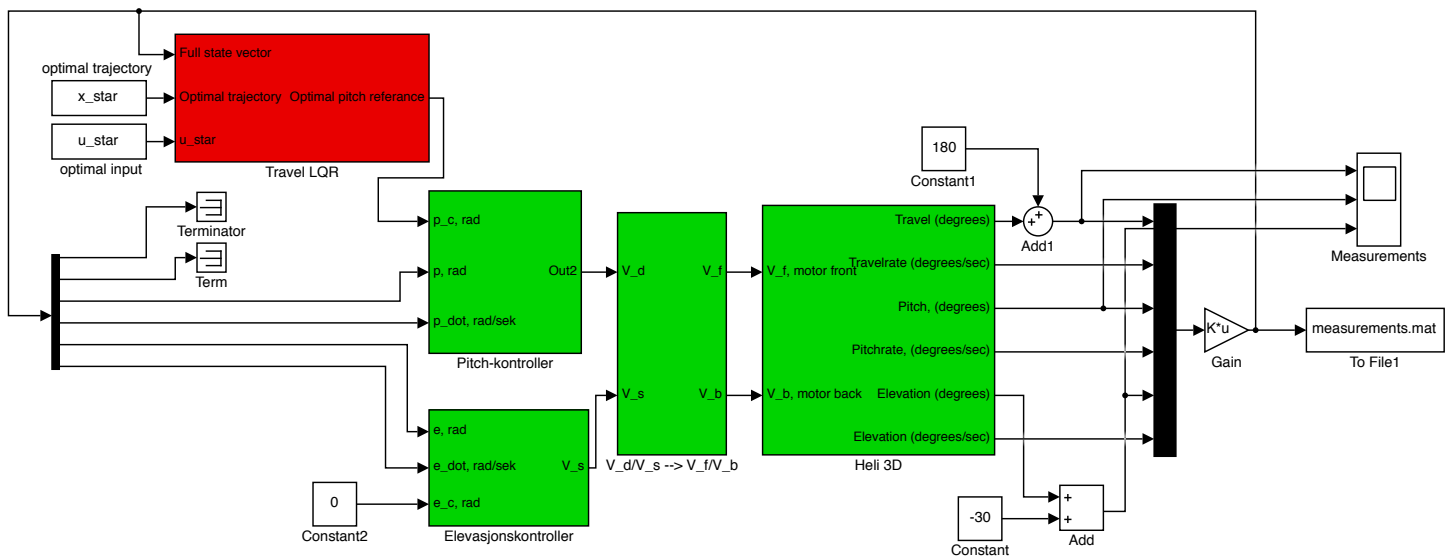 Full state vector
optimal trajectory
x_star
Optimal trajectory
Optimal pitch referance
u_star
u_star
optimal input
Travel LQR
180
Constant1
Terminator
Term
p_c, rad
p, rad
Out2
p_dot, rad/sek
Pitch-kontroller
V_d
V_f
V_s
V_b
V_d/V_s --> V_f/V_b
V_f, motor front
V_b, motor back
Travel (degrees)
Travelrate (degrees/sec)
Pitch, (degrees)
Pitchrate, (degrees/sec)
Elevation (degrees)
Elevation (degrees/sec)
Heli 3D
+
+
Add1
Measurements
K*u
Gain
measurements.mat
To File1
e, rad
e_dot, rad/sek
V_s
e_c, rad
Elevasjonskontroller
0
Constant2
-30
Constant
+
+
Add